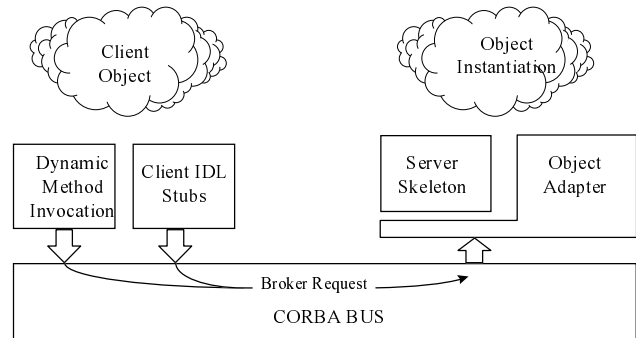 Client
Object
Object
Instantiation
Dynamic
Method
Invocation
Client IDL
Stubs
Server
Skeleton
Object
Adapter
Broker Request
CORBA BUS